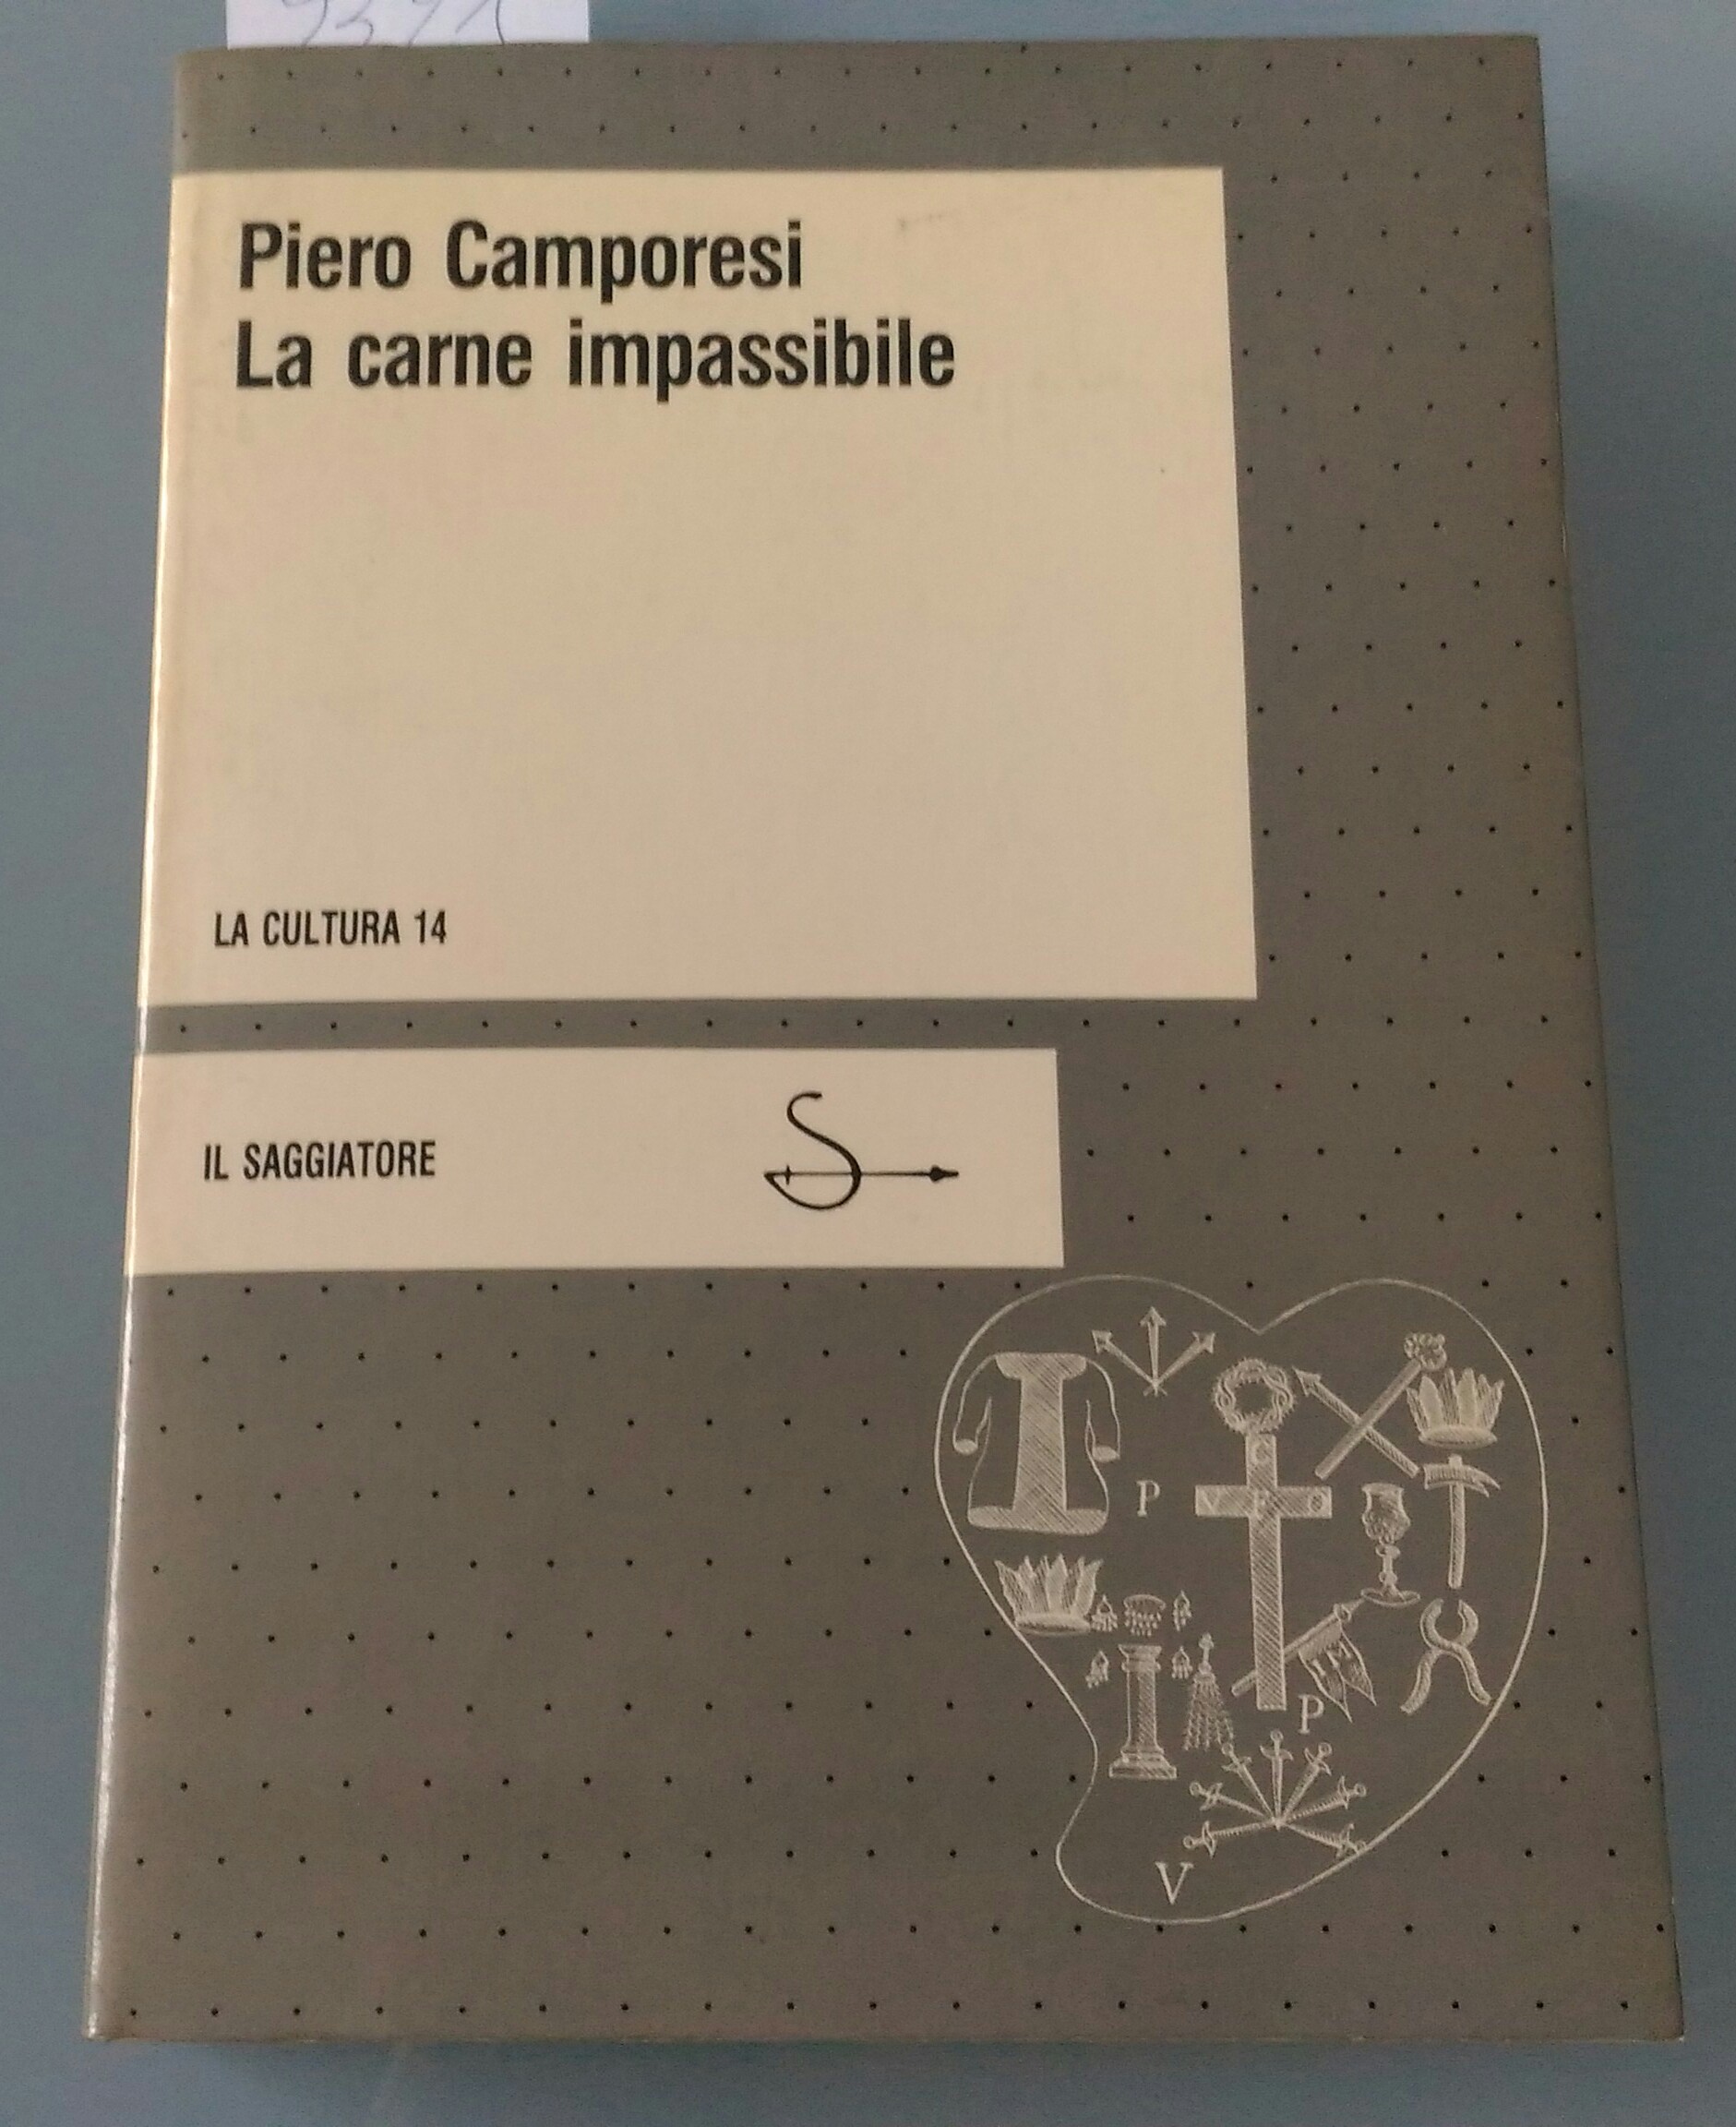 Piero Camporesi
La carne impassibile
LA CULTURA 14
IL SAGGIATORE
S
P
C
V F O
P
V